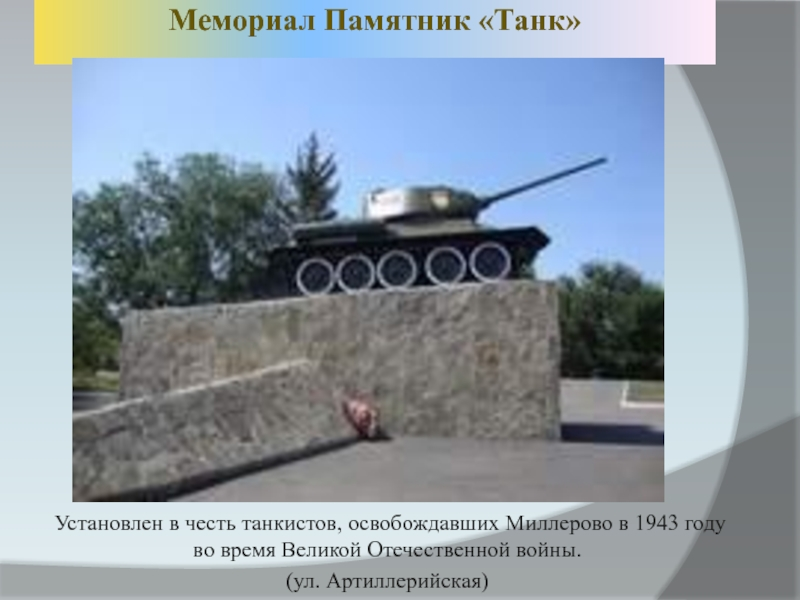 Мемориал Памятник «Танк»
Установлен в честь танкистов, освобождавших Миллерово в 1943 году
во время Великой Отечественной войны.
(ул. Артиллерийская)